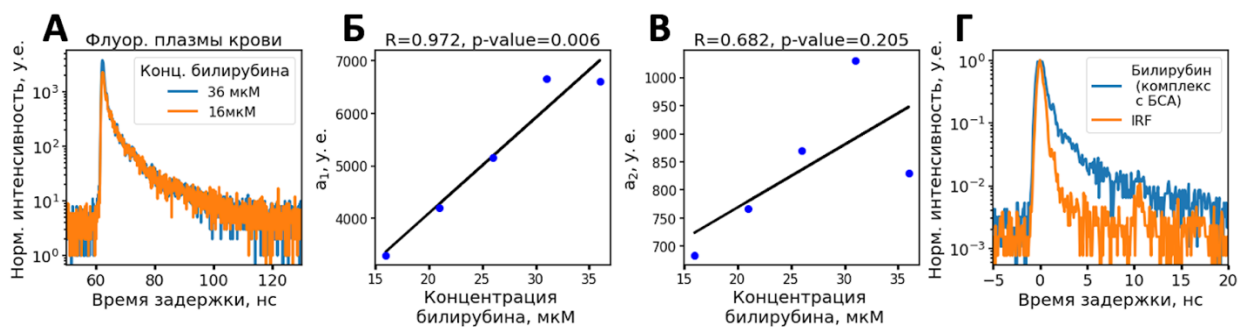 А
Флуор. плазмы крови
Норм. интенсивность, у.е.
10³
10²
10¹
10⁰
Конц. билирубина
36 мкМ
16мкМ
60
80
100
120
Время задержки, нс
Б
R=0.972, p-value=0.006
a₁, у. е.
7000
6000
5000
4000
15
20
25
30
35
Концентрация
билирубина, мкМ
В
R=0.682, p-value=0.205
a₂, у. е.
1000
950
900
850
800
750
700
15
20
25
30
35
Концентрация
билирубина, мкМ
Г
Норм. интенсивность, у.е.
10⁰
10⁻¹
10⁻²
10⁻³
Билирубин
(комплекс
с БСА)
IRF
−5
0
5
10
15
20
Время задержки, нс